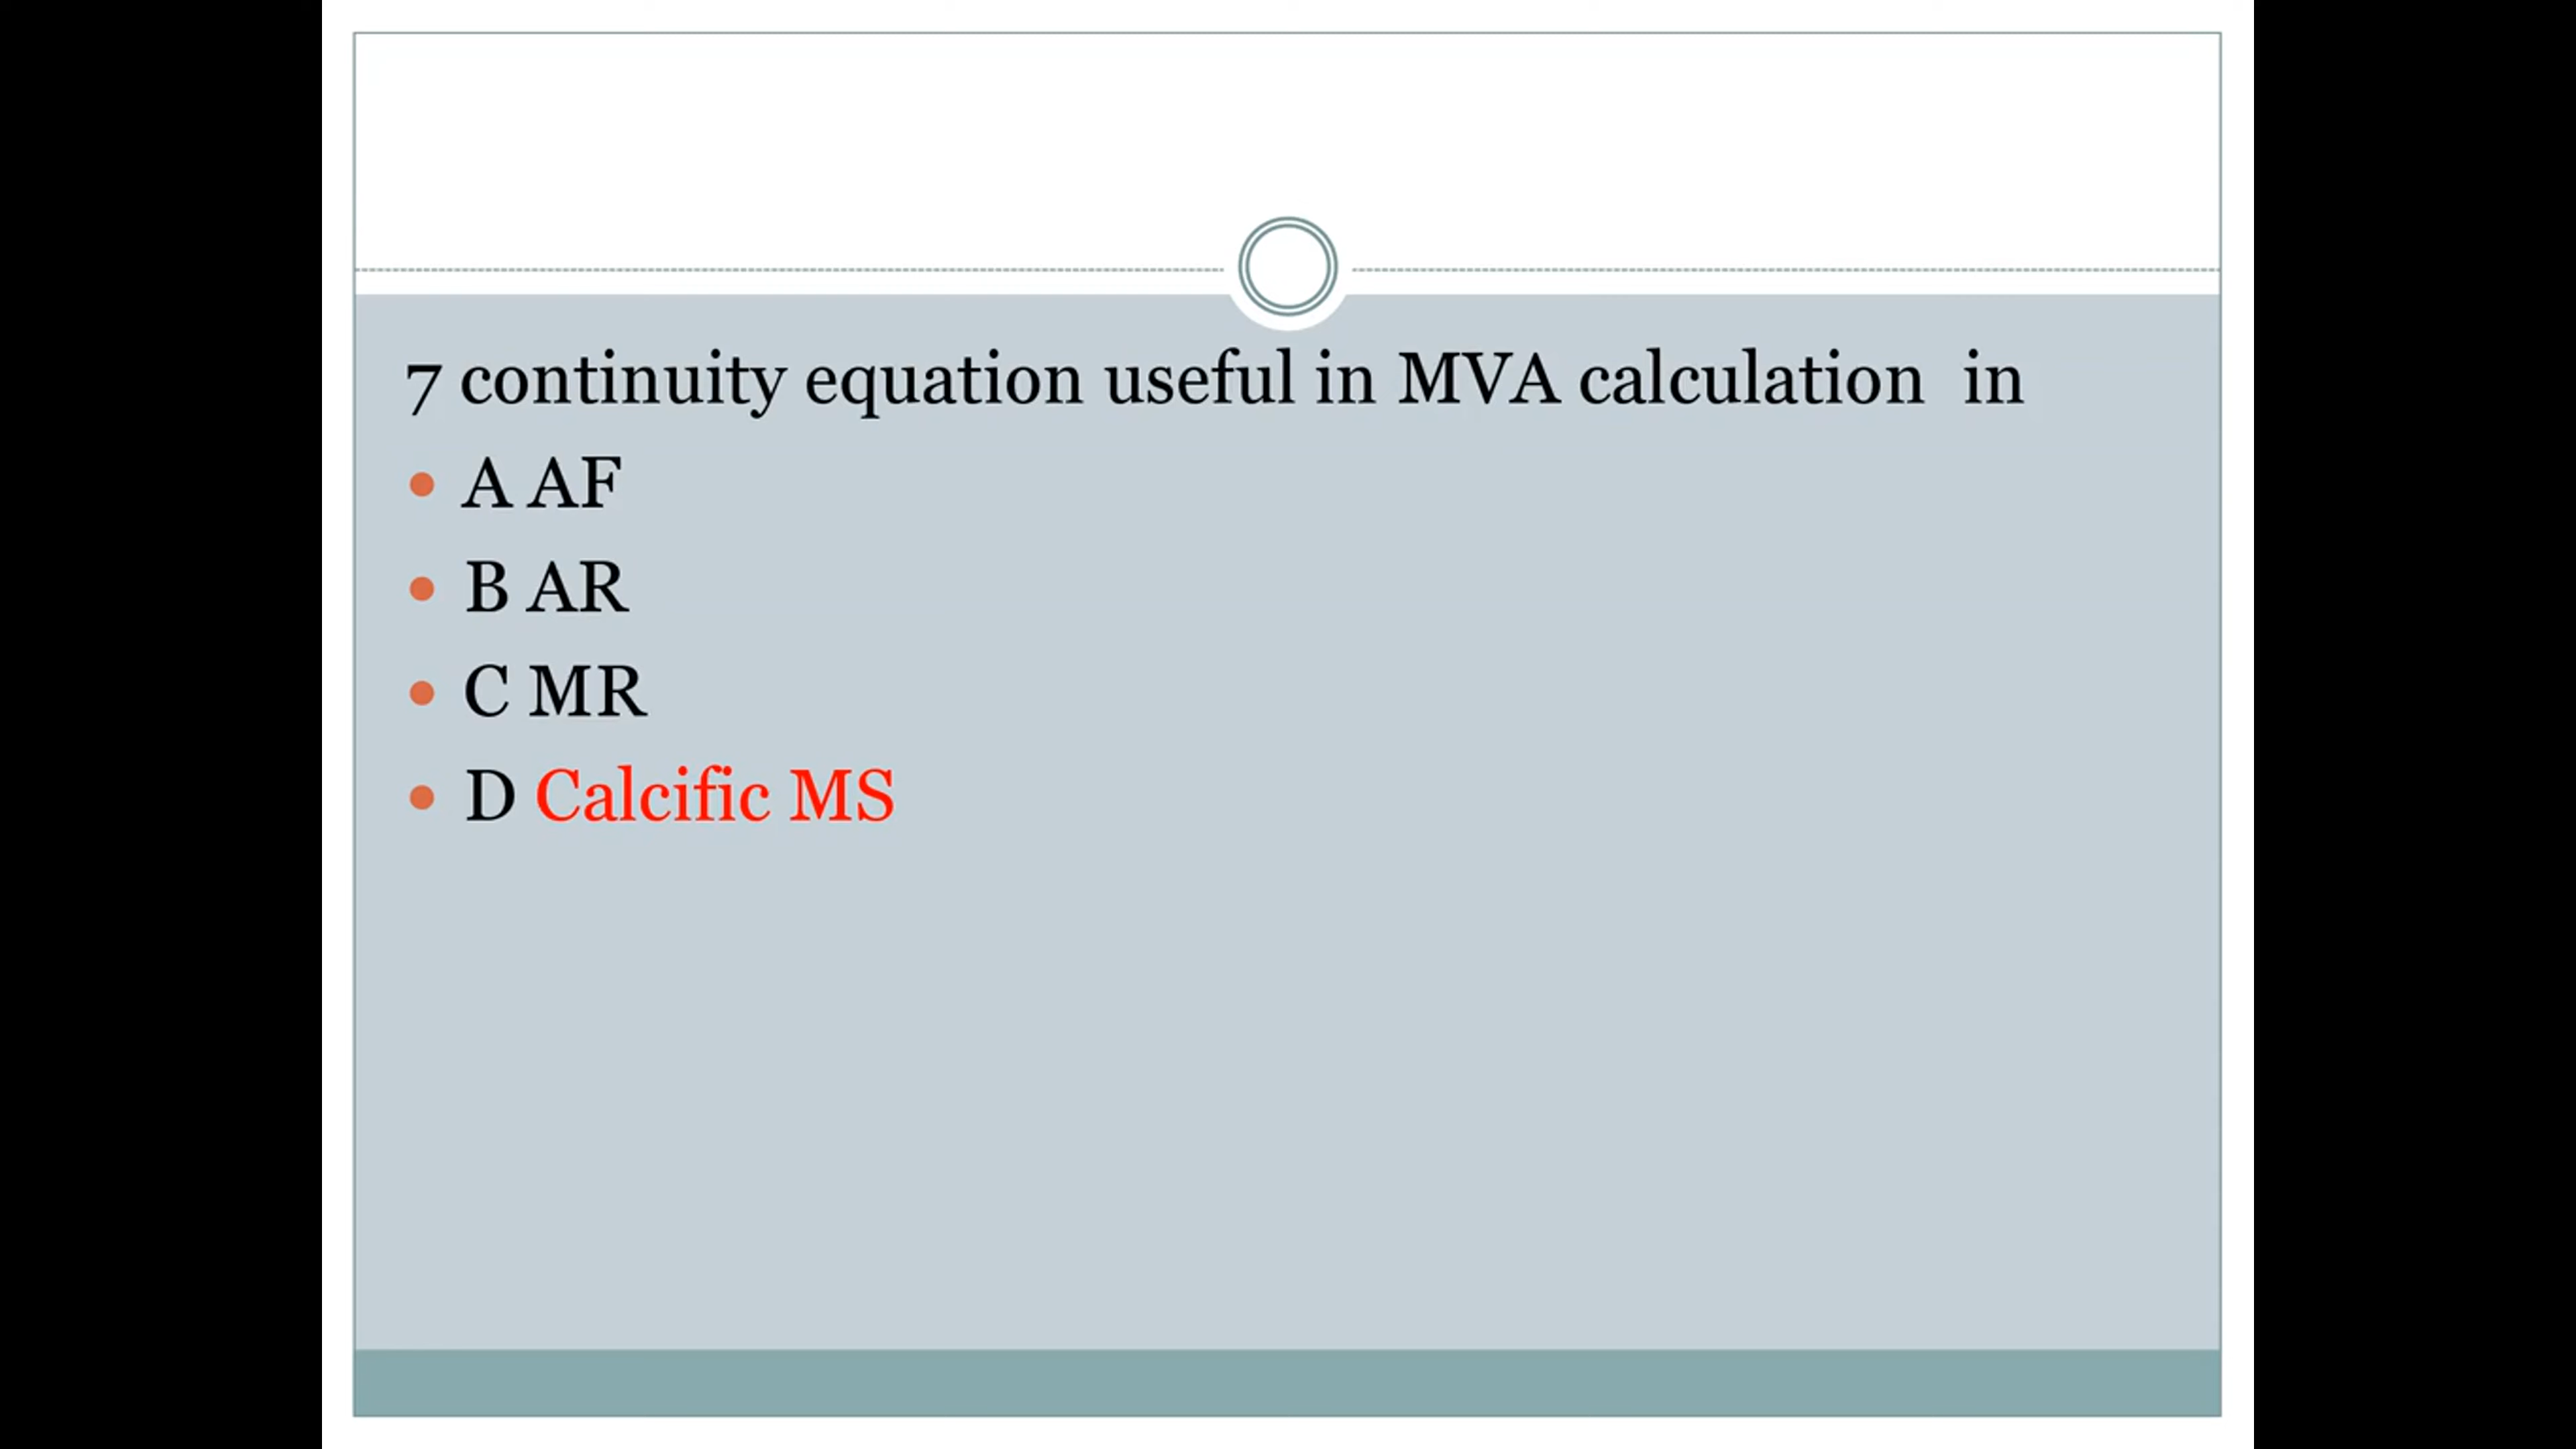 7 continuity equation useful in MVA calculation  in
A AF
B AR
C MR
D Calcific MS